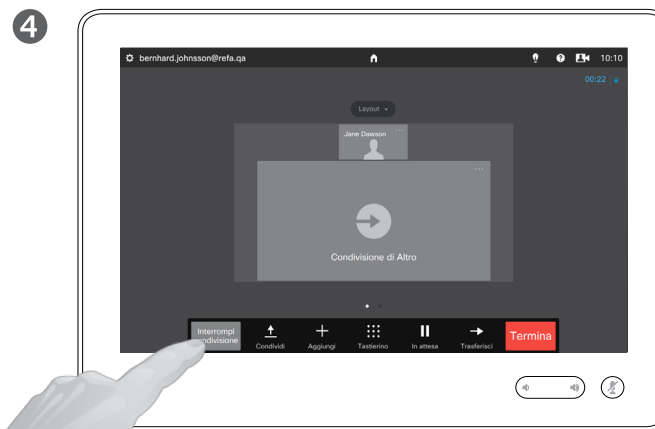 4
bernhard.johnsson@refa.qa
10:10
00:22
Layout
Jane Dawson
Condivisione di Altro
Interrompi
condivisione
Condividi
Aggiungi
Tastierino
In attesa
Trasferisci
Termina